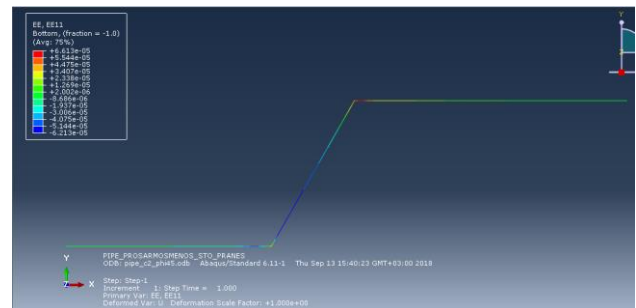 EE, EE11
Bottom, (fraction = -1.0)
(Avg: 75%)
+6.613e-05
+5.544e-05
+4.475e-05
+3.407e-05
+2.338e-05
+1.269e-05
+2.002e-06
-8.686e-06
-1.937e-05
-3.006e-05
-4.075e-05
-5.144e-05
-6.213e-05
Y
Y
PIPE_PROSARMOSMENOS_STO_PRANES
ODB: pipe_c2_phi45.odb Abaqus/Standard 6.11-1 Thu Sep 13 15:40:23 GMT+03:00 2018
X
Step: Step-1
Increment 1: Step Time = 1.000
Primary Var: EE, EE11
Deformed Var: U Deformation Scale Factor: +1.000e+00